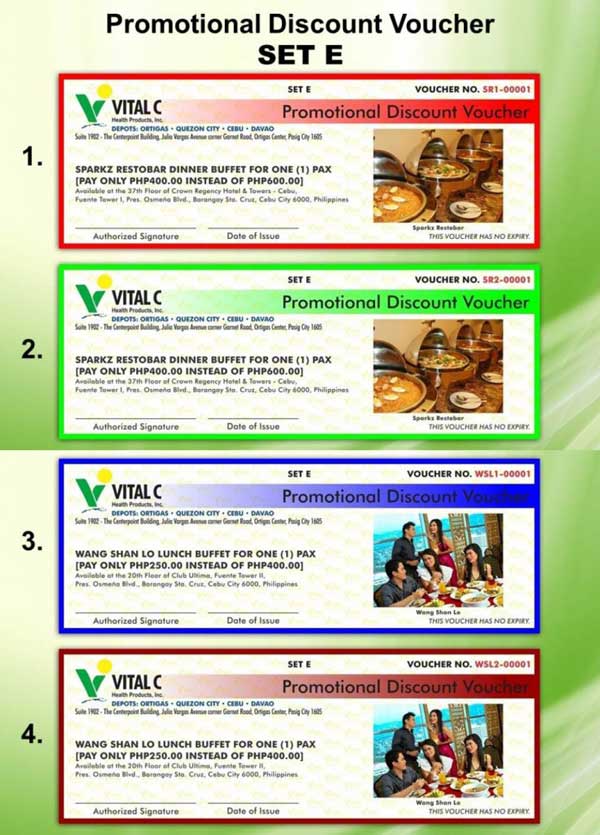 Promotional Discount Voucher
SET E
1.
SET E
VOUCHER NO. SR1-00001
VITAL C
Health Products, Inc.
Promotional Discount Voucher
DEPOTS: ORTIGAS • QUEZON CITY • CEBU • DAVAO
Suite 1902 - The Centerpoint Building, Julia Vargas Avenue corner Garnet Road, Ortigas Center, Pasig City 1605
SPARKZ RESTOBAR DINNER BUFFET FOR ONE (1) PAX
[PAY ONLY PHP400.00 INSTEAD OF PHP600.00]
Available at the 37th Floor of Crown Regency Hotel & Towers - Cebu,
Fuente Tower I, Pres. Osmeña Blvd., Barangay Sta. Cruz, Cebu City 6000, Philippines
Sparkz Restobar
Authorized Signature
Date of Issue
THIS VOUCHER HAS NO EXPIRY.
2.
SET E
VOUCHER NO. SR2-00001
VITAL C
Health Products, Inc.
Promotional Discount Voucher
DEPOTS: ORTIGAS • QUEZON CITY • CEBU • DAVAO
Suite 1902 - The Centerpoint Building, Julia Vargas Avenue corner Garnet Road, Ortigas Center, Pasig City 1605
SPARKZ RESTOBAR DINNER BUFFET FOR ONE (1) PAX
[PAY ONLY PHP400.00 INSTEAD OF PHP600.00]
Available at the 37th Floor of Crown Regency Hotel & Towers - Cebu,
Fuente Tower I, Pres. Osmeña Blvd., Barangay Sta. Cruz, Cebu City 6000, Philippines
Sparkz Restobar
Authorized Signature
Date of Issue
THIS VOUCHER HAS NO EXPIRY.
3.
SET E
VOUCHER NO. WSL1-00001
VITAL C
Health Products, Inc.
Promotional Discount Voucher
DEPOTS: ORTIGAS • QUEZON CITY • CEBU • DAVAO
Suite 1902 - The Centerpoint Building, Julia Vargas Avenue corner Garnet Road, Ortigas Center, Pasig City 1605
WANG SHAN LO LUNCH BUFFET FOR ONE (1) PAX
[PAY ONLY PHP250.00 INSTEAD OF PHP400.00]
Available at the 20th Floor of Club Ultima, Fuente Tower II,
Pres. Osmeña Blvd., Barangay Sta. Cruz, Cebu City 6000, Philippines
Wang Shan Lo
Authorized Signature
Date of Issue
THIS VOUCHER HAS NO EXPIRY.
4.
SET E
VOUCHER NO. WSL2-00001
VITAL C
Health Products, Inc.
Promotional Discount Voucher
DEPOTS: ORTIGAS • QUEZON CITY • CEBU • DAVAO
Suite 1902 - The Centerpoint Building, Julia Vargas Avenue corner Garnet Road, Ortigas Center, Pasig City 1605
WANG SHAN LO LUNCH BUFFET FOR ONE (1) PAX
[PAY ONLY PHP250.00 INSTEAD OF PHP400.00]
Available at the 20th Floor of Club Ultima, Fuente Tower II,
Pres. Osmeña Blvd., Barangay Sta. Cruz, Cebu City 6000, Philippines
Wang Shan Lo
Authorized Signature
Date of Issue
THIS VOUCHER HAS NO EXPIRY.